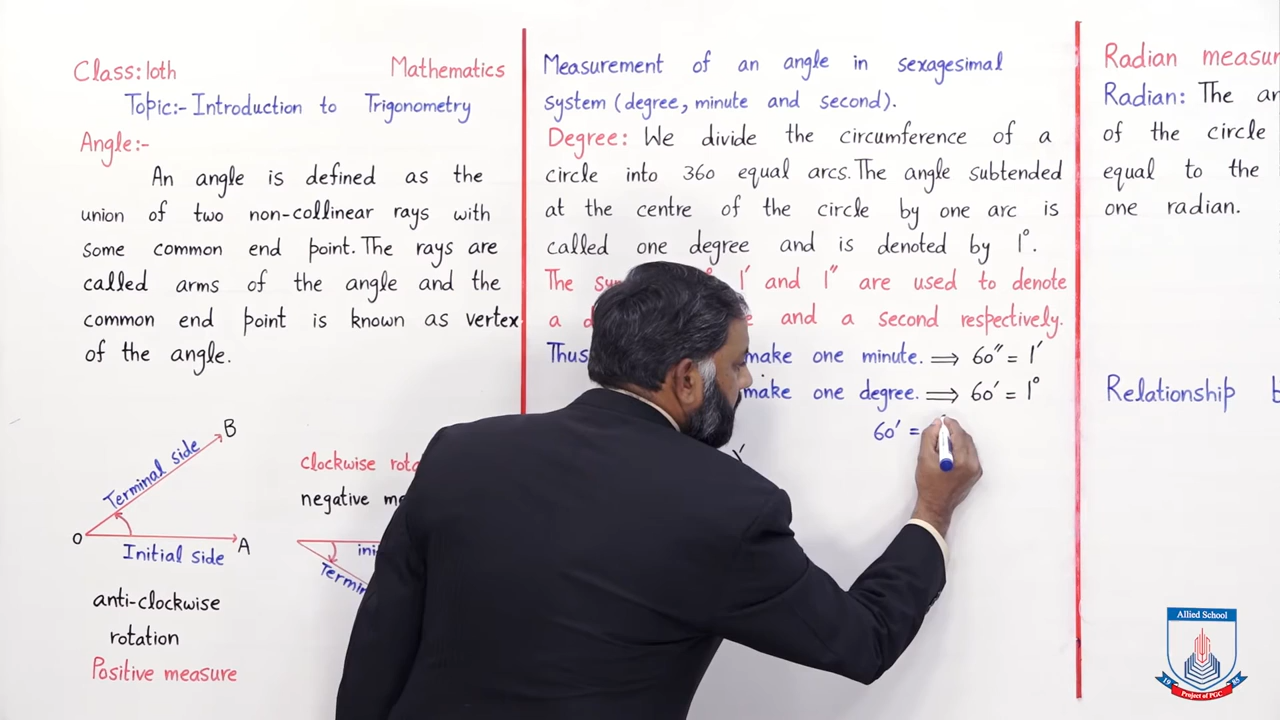 Class: 10th Mathematics
Topic:- Introduction to Trigonometry
Angle:-
An angle is defined as the
union of two non-collinear rays with
some common end point. The rays are
called arms of the angle and the
common end point is known as vertex
of the angle.
B
Terminal side
O
Initial side
A
anti-clockwise
rotation
Positive measure
clockwise
negative
Measurement of an angle in sexagesimal
system (degree, minute and second).
Degree: We divide the circumference of a
circle into 360 equal arcs. The angle subtended
at the centre of the circle by one arc is
called one degree and is denoted by 1°.
The 1′ and 1″ are used to denote
a and a second respectively.
Thus make one minute. ⟹ 60″ = 1′
make one degree. ⟹ 60′ = 1°
60′ =
Radian
Radian: The
of the circle
equal to the
one radian.
Relationship
Allied School
19 85
Project of PGC